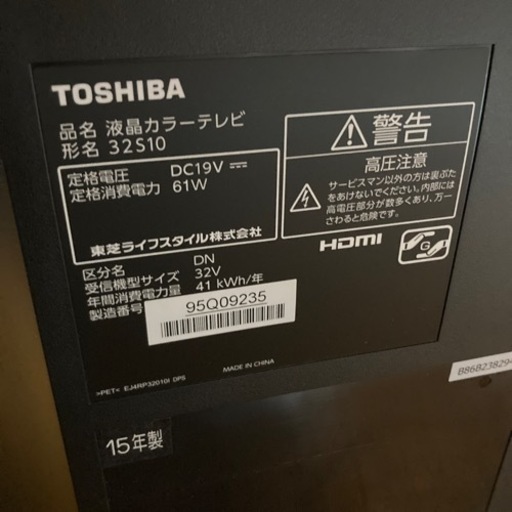 TOSHIBA
品名 液晶カラーテレビ
形名 32S10
定格電圧 DC19V
定格消費電力 61W
東芝ライフスタイル株式会社
区分名 DN
受信機型サイズ 32V
年間消費電力量 41 kWh/年
製造番号 95Q09235
>PET< EJ4RP32010I DPS
MADE IN CHINA
警告
高圧注意
サービスマン以外の方は裏ぶた
をあけないでください。内部には
高電圧部分が数多くあり、万一
さわると危険です。
HDMI
G
B86B238294
15年製